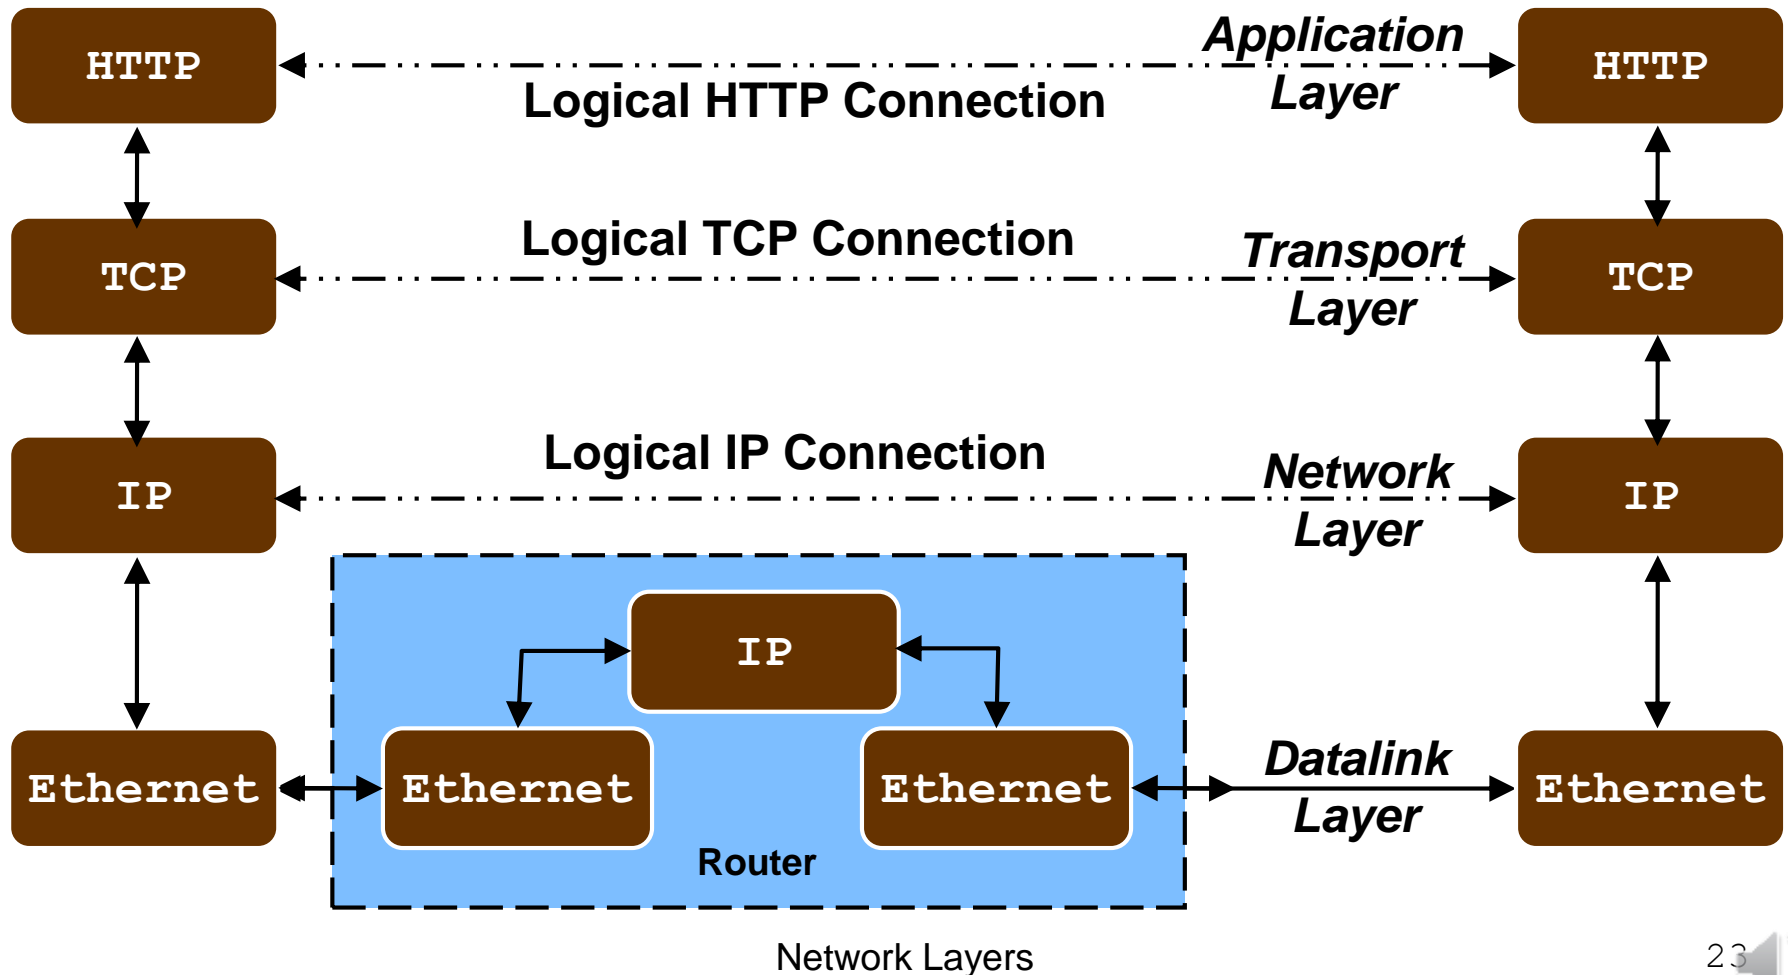 HTTP
Application
Layer
HTTP
Logical HTTP Connection
TCP
Logical TCP Connection
Transport
Layer
TCP
IP
Logical IP Connection
Network
Layer
IP
IP
Ethernet
Ethernet
Ethernet
Datalink
Layer
Ethernet
Router
Network Layers
23